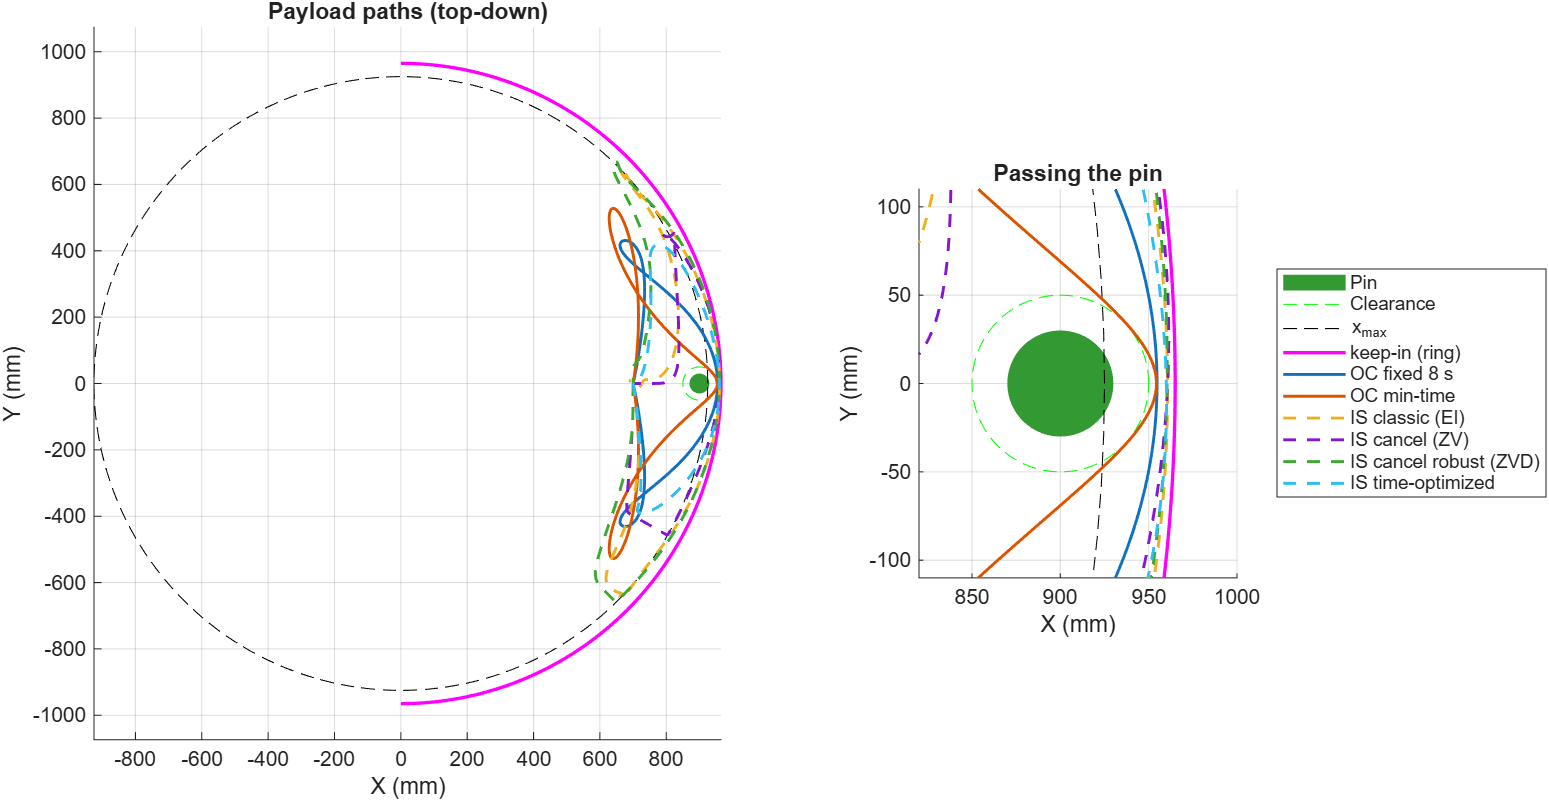 Payload paths (top-down)
1000
800
600
400
200
0
-200
-400
-600
-800
-1000
Y (mm)
-800
-600
-400
-200
0
200
400
600
800
X (mm)
Passing the pin
100
50
0
-50
-100
Y (mm)
850
900
950
1000
X (mm)
Pin
Clearance
xmax
keep-in (ring)
OC fixed 8 s
OC min-time
IS classic (EI)
IS cancel (ZV)
IS cancel robust (ZVD)
IS time-optimized